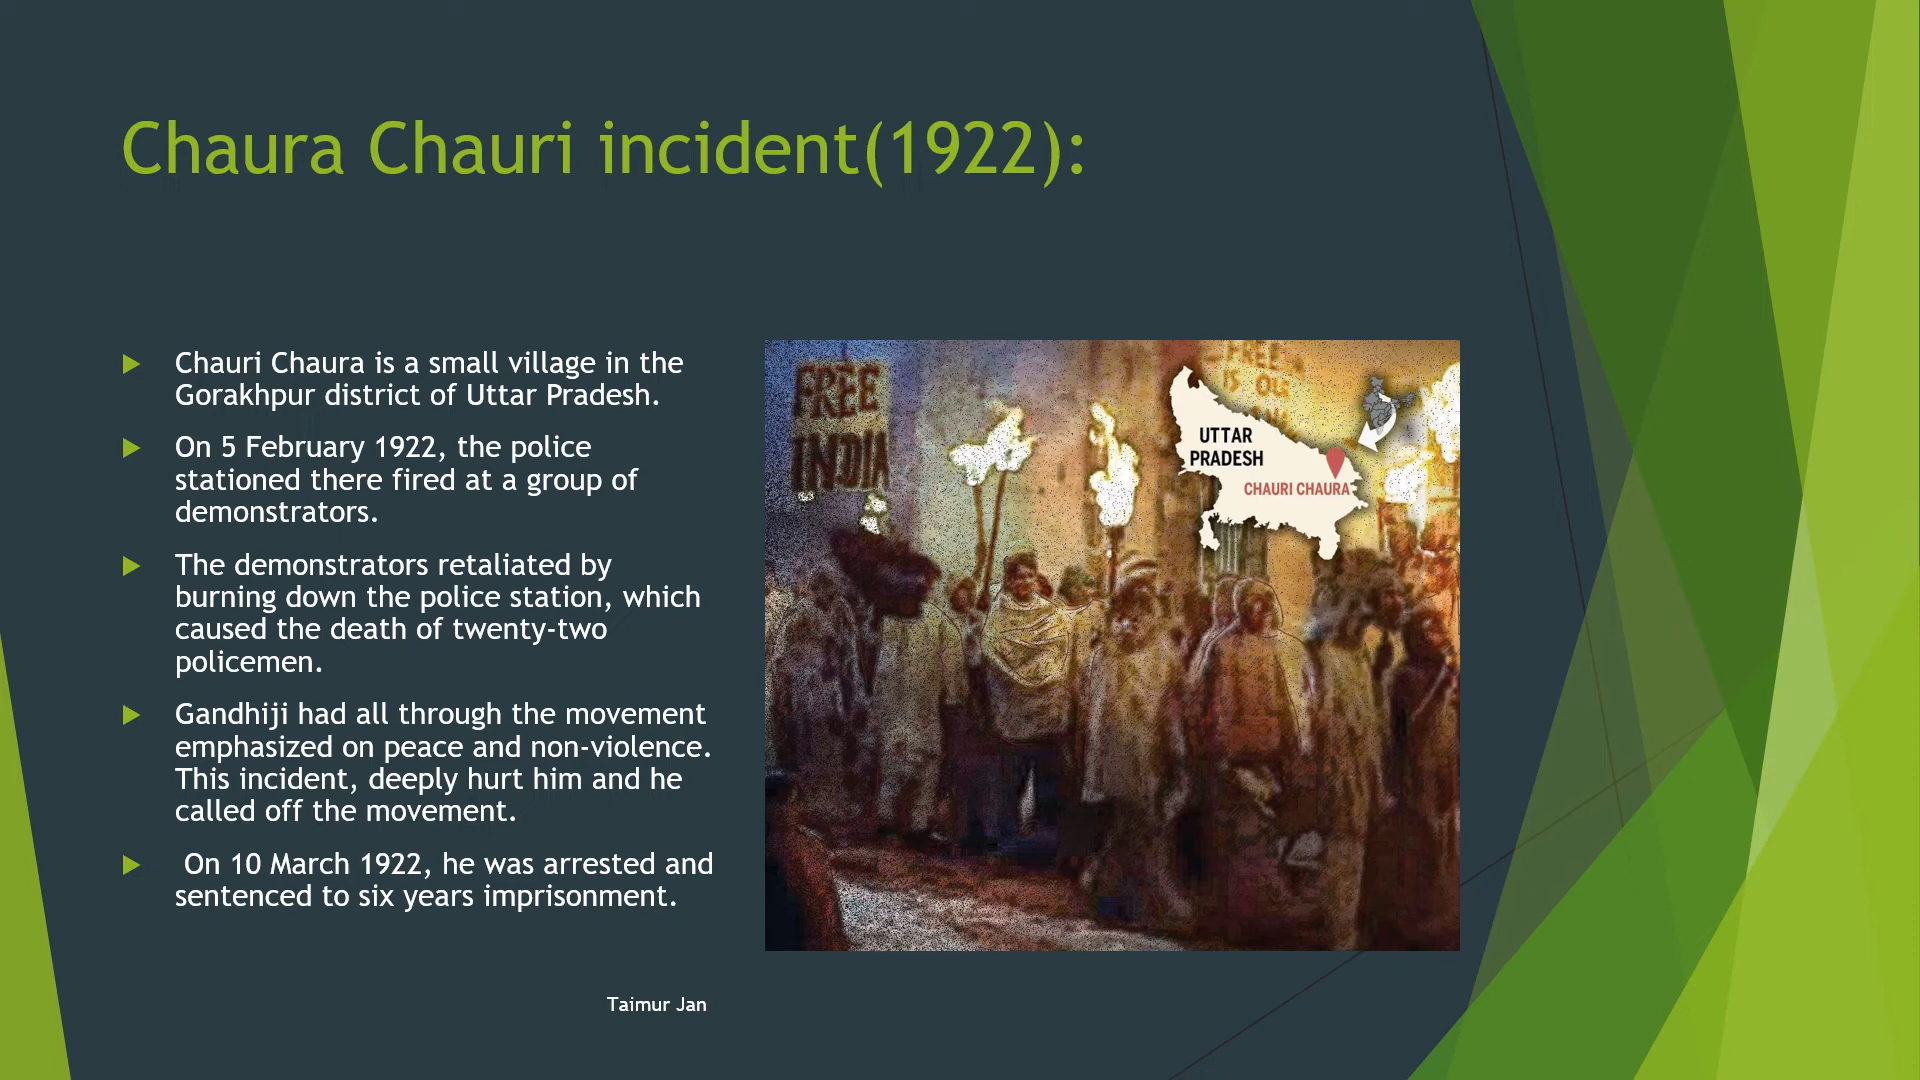 Chaura Chauri incident(1922):
Chauri Chaura is a small village in the
Gorakhpur district of Uttar Pradesh.
On 5 February 1922, the police
stationed there fired at a group of
demonstrators.
The demonstrators retaliated by
burning down the police station, which
caused the death of twenty-two
policemen.
Gandhiji had all through the movement
emphasized on peace and non-violence.
This incident, deeply hurt him and he
called off the movement.
On 10 March 1922, he was arrested and
sentenced to six years imprisonment.
FREE
INDIA
FREE
IS
UTTAR
PRADESH
CHAURI CHAURA
Taimur Jan